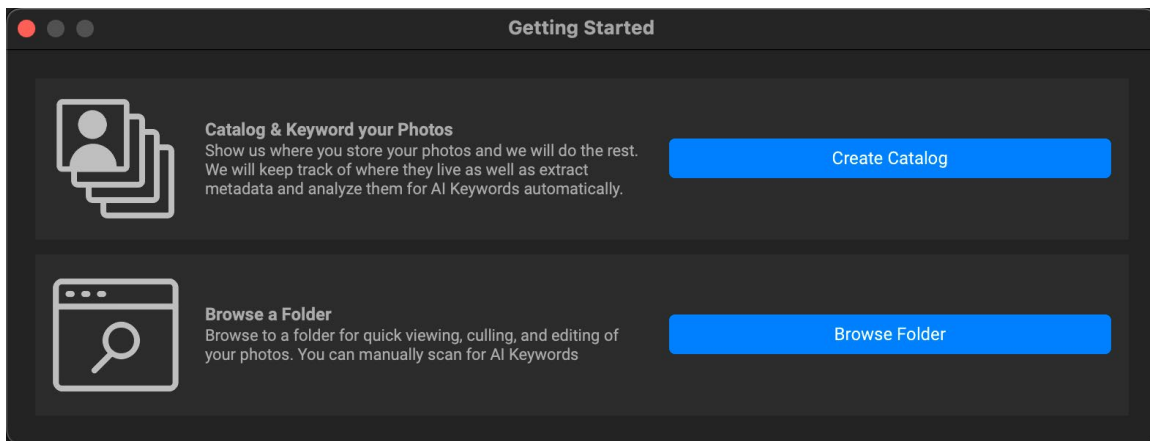 Getting Started
Catalog & Keyword your Photos
Show us where you store your photos and we will do the rest.
We will keep track of where they live as well as extract
metadata and analyze them for AI Keywords automatically.
Create Catalog
Browse a Folder
Browse to a folder for quick viewing, culling, and editing of
your photos. You can manually scan for AI Keywords
Browse Folder